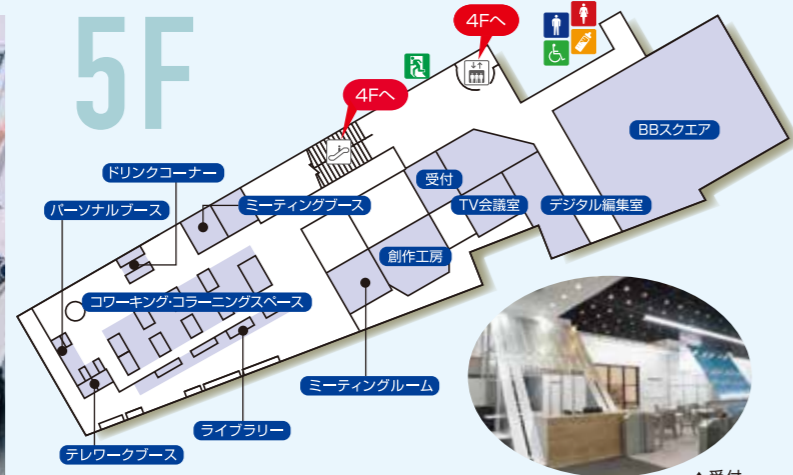 5F
4Fへ
4Fへ
BBスクエア
ドリンクコーナー
受付
パーソナルブース
ミーティングブース
TV会議室
デジタル編集室
創作工房
コワーキング・コラーニングスペース
ミーティングルーム
ライブラリー
テレワークブース
受付